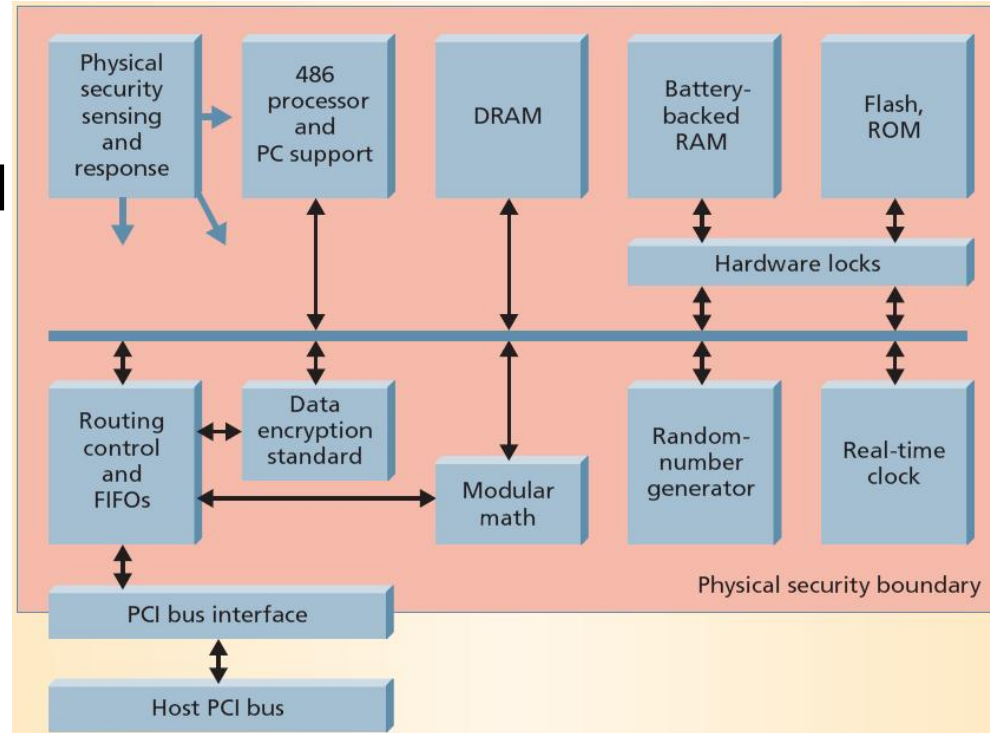 Physical
security
sensing
and
response
486
processor
and
PC support
DRAM
Battery-
backed
RAM
Flash,
ROM
Hardware locks
Routing
control
and
FIFOs
Data
encryption
standard
Modular
math
Random-
number
generator
Real-time
clock
Physical security boundary
PCI bus interface
Host PCI bus